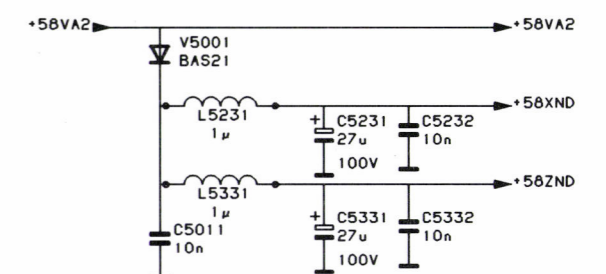 +58VA2 +58VA2
V5001
BAS21
+58XND
L5231
1µ
+ C5231
27u
100V
C5232
10n
+58ZND
L5331
1µ
C5011
10n
+ C5331
27u
100V
C5332
10n